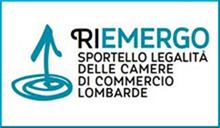 RIEMERGO
SPORTELLO LEGALITÀ
DELLE CAMERE
DI COMMERCIO
LOMBARDE